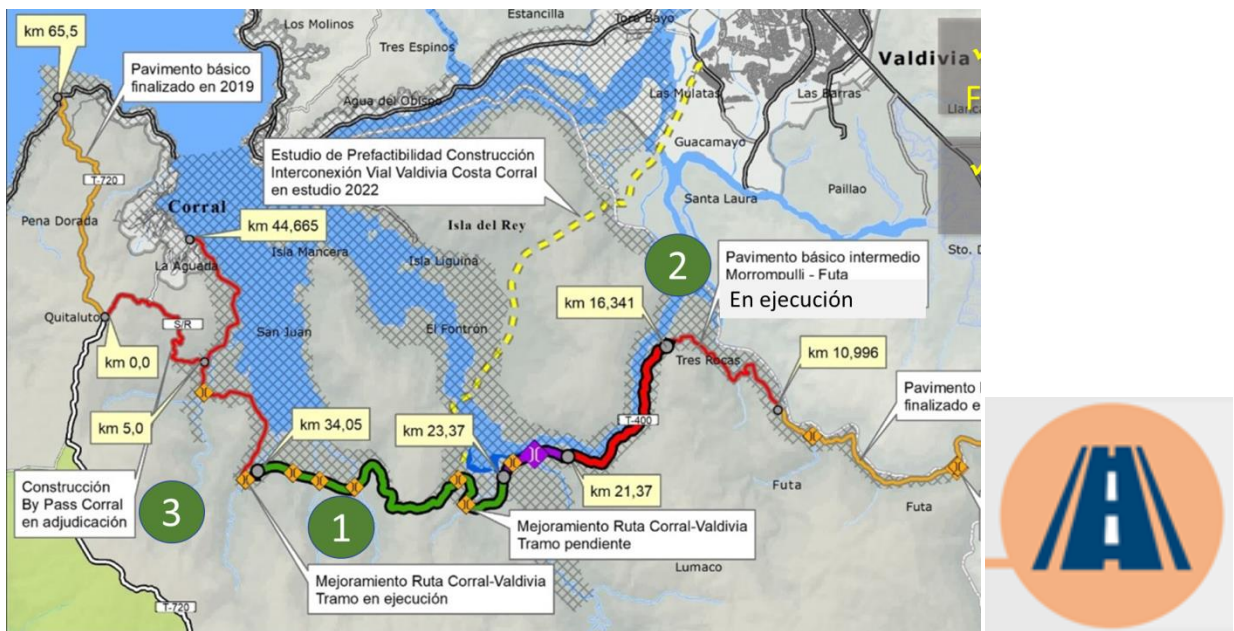 Los Molinos
Estancilla
Toro Bayo
km 65,5
Tres Espinos
Valdivia
Pavimento básico
finalizado en 2019
Agua del Obispo
Las Mulatas
Las Barras
F
Estudio de Prefactibilidad Construcción
Interconexión Vial Valdivia Costa Corral
en estudio 2022
Guacamayo
T-720
Corral
Santa Laura
Paillao
Pena Dorada
km 44,665
Isla del Rey
Isla Mancera
Isla Liguina
La Aguada
2
Pavimento básico intermedio
Morrompulli - Futa
En ejecución
Sto. D
km 16,341
Quitaluto
S/R
San Juan
El Fontrón
Tres Rocas
km 10,996
km 0,0
Pavimento
finalizado e
T-400
km 5,0
km 34,05
km 23,37
km 21,37
Construcción
By Pass Corral
en adjudicación
3
1
Futa
Futa
Mejoramiento Ruta Corral-Valdivia
Tramo pendiente
Mejoramiento Ruta Corral-Valdivia
Tramo en ejecución
Lumaco
T-720